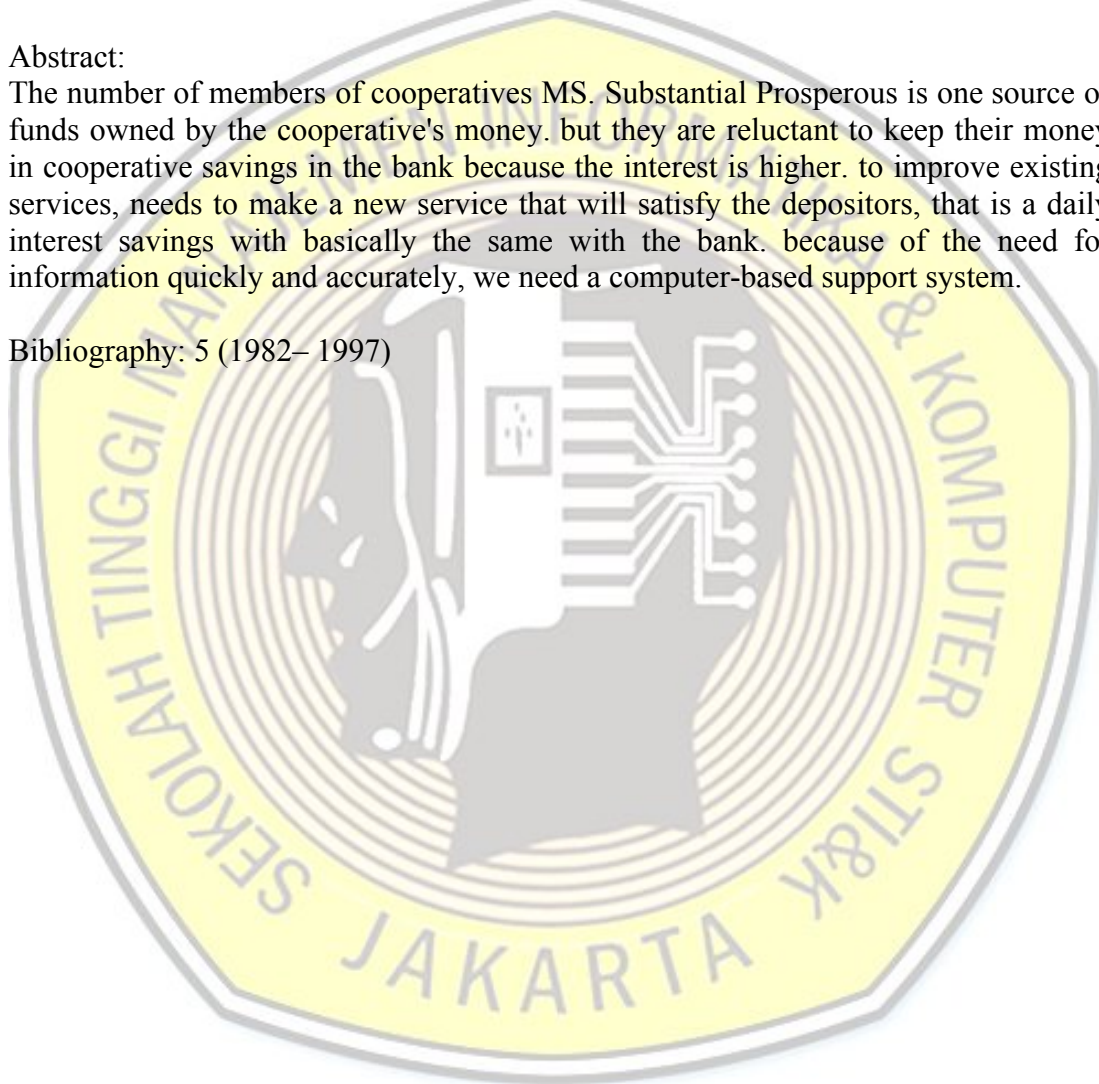 Abstract:
The number of members of cooperatives MS. Substantial Prosperous is one source o
funds owned by the cooperative's money. but they are reluctant to keep their money
in cooperative savings in the bank because the interest is higher. to improve existing
services, needs to make a new service that will satisfy the depositors, that is a daily
interest savings with basically the same with the bank. because of the need fo
information quickly and accurately, we need a computer-based support system.
Bibliography: 5 (1982– 1997)
SEKOLAH TINGGI MANAJEMEN INFORMATIKA & KOMPUTER STI&K
JAKARTA